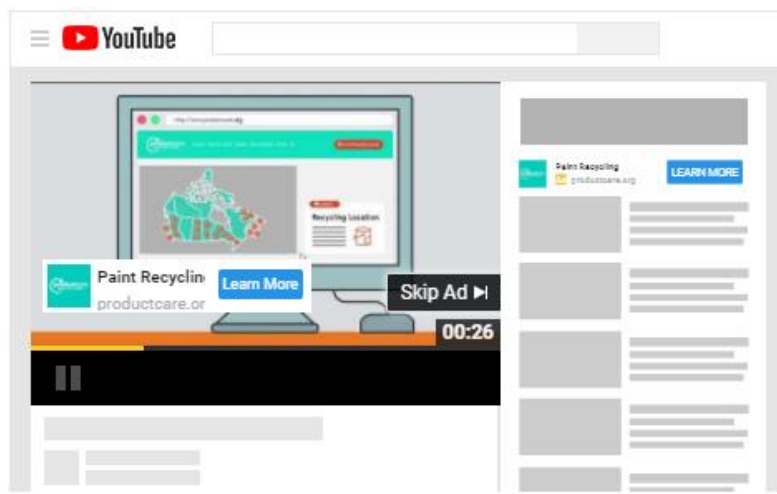 YouTube
Recycling Location
Paint Recyclin
Learn More
productcare.or
Skip Ad
00:26
Paint Recycling
productcare.org
LEARN MORE